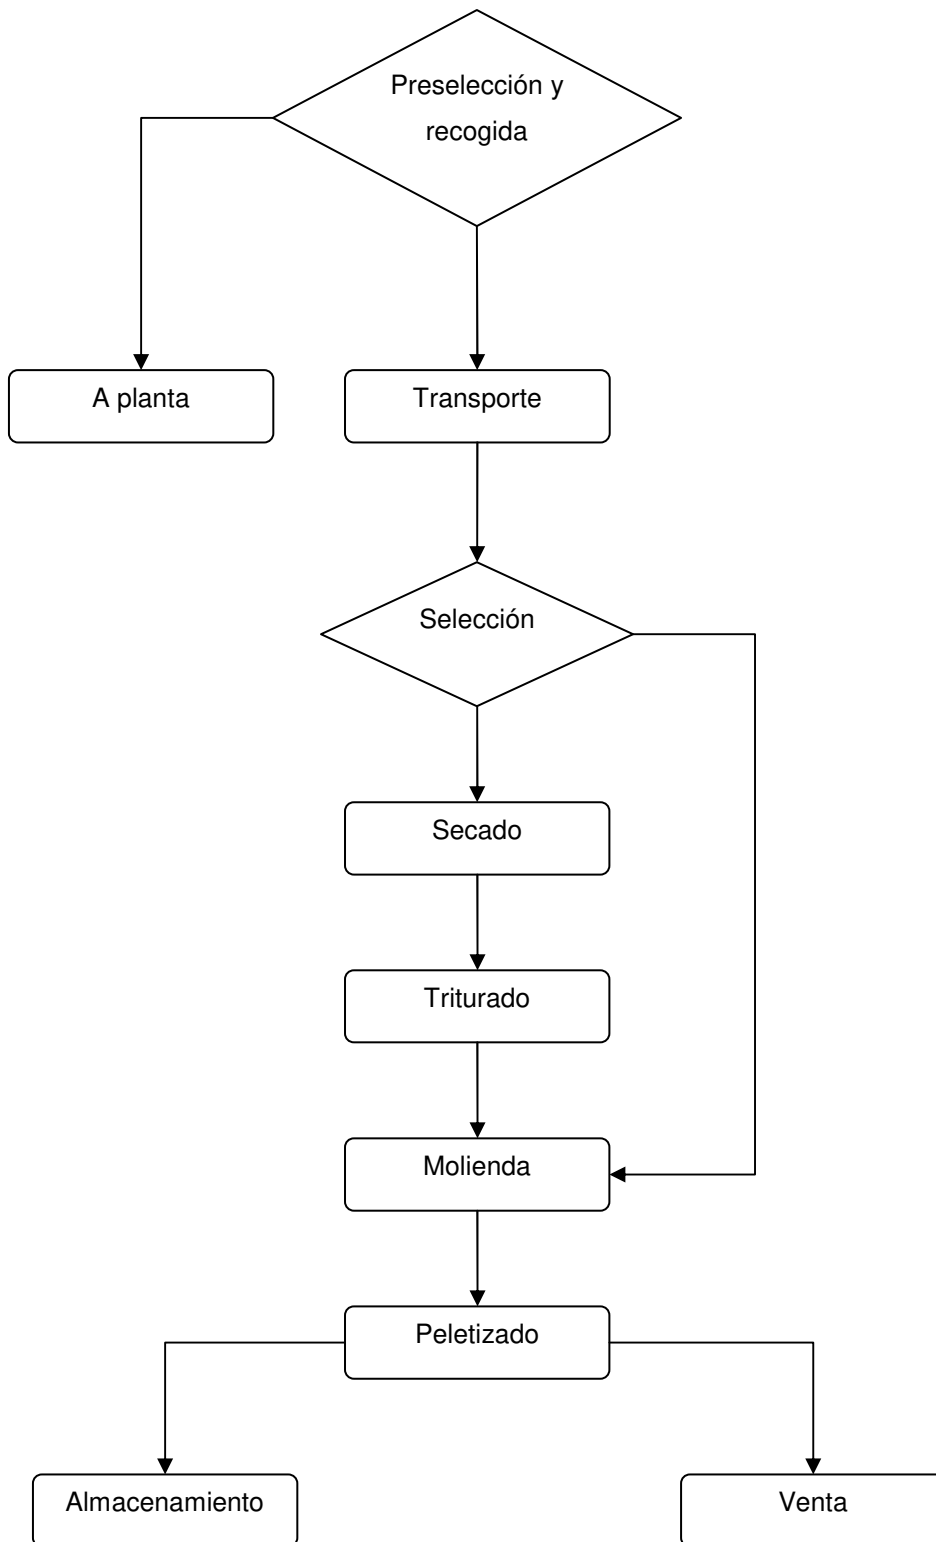 Preselección y
recogida
A planta
Transporte
Selección
Secado
Triturado
Molienda
Peletizado
Almacenamiento
Venta